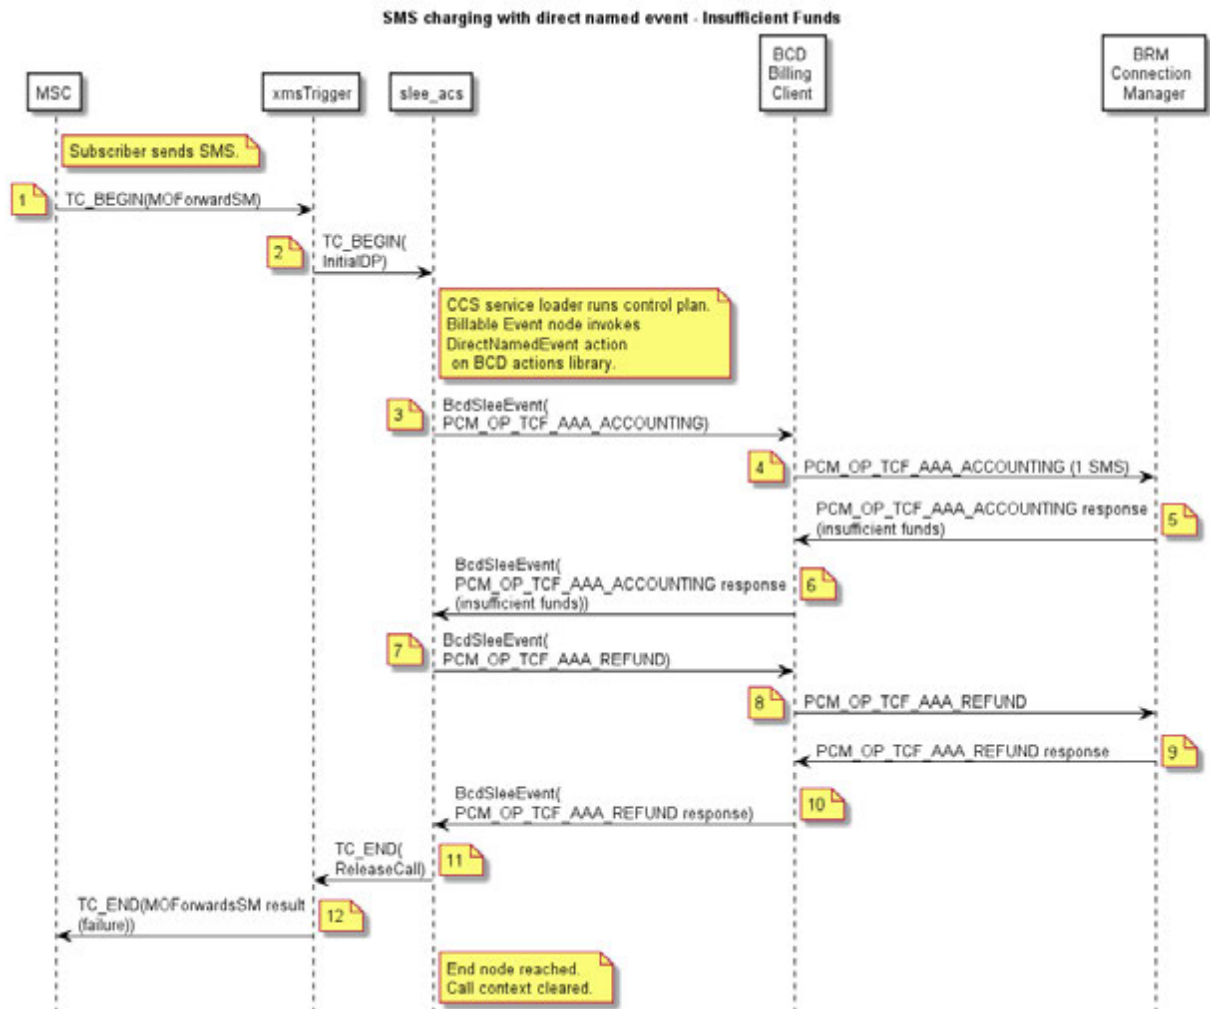 SMS charging with direct named event - Insufficient Funds
MSC
xmsTrigger
slee_acs
BCD
Billing
Client
BRM
Connection
Manager
Subscriber sends SMS.
1
TC_BEGIN(MOForwardSM)
2
TC_BEGIN(
InitialDP)
CCS service loader runs control plan.
Billable Event node invokes
DirectNamedEvent action
on BCD actions library.
3
BcdSleeEvent(
PCM_OP_TCF_AAA_ACCOUNTING)
4
PCM_OP_TCF_AAA_ACCOUNTING (1 SMS)
PCM_OP_TCF_AAA_ACCOUNTING response
(insufficient funds)
5
BcdSleeEvent(
PCM_OP_TCF_AAA_ACCOUNTING response
(insufficient funds))
6
7
BcdSleeEvent(
PCM_OP_TCF_AAA_REFUND)
8
PCM_OP_TCF_AAA_REFUND
PCM_OP_TCF_AAA_REFUND response
9
BcdSleeEvent(
PCM_OP_TCF_AAA_REFUND response)
10
TC_END(
ReleaseCall)
11
TC_END(MOForwardsSM result
(failure))
12
End node reached.
Call context cleared.